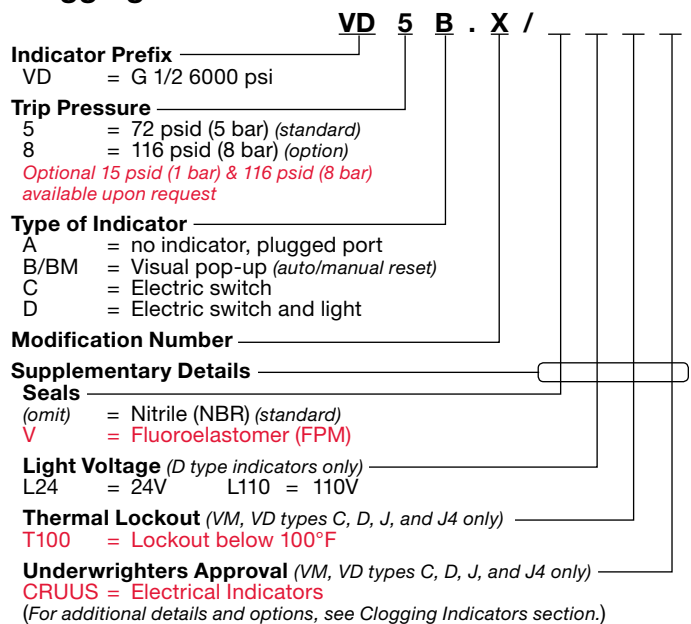 VD 5 B . X /
Indicator Prefix
VD = G 1/2 6000 psi
Trip Pressure
5 = 72 psid (5 bar) (standard)
8 = 116 psid (8 bar) (option)
Optional 15 psid (1 bar) & 116 psid (8 bar)
available upon request
Type of Indicator
A = no indicator, plugged port
B/BM = Visual pop-up (auto/manual reset)
C = Electric switch
D = Electric switch and light
Modification Number
Supplementary Details
Seals
(omit) = Nitrile (NBR) (standard)
V = Fluoroelastomer (FPM)
Light Voltage (D type indicators only)
L24 = 24V L110 = 110V
Thermal Lockout (VM, VD types C, D, J, and J4 only)
T100 = Lockout below 100°F
Underwrighters Approval (VM, VD types C, D, J, and J4 only)
CRUUS = Electrical Indicators
(For additional details and options, see Clogging Indicators section.)